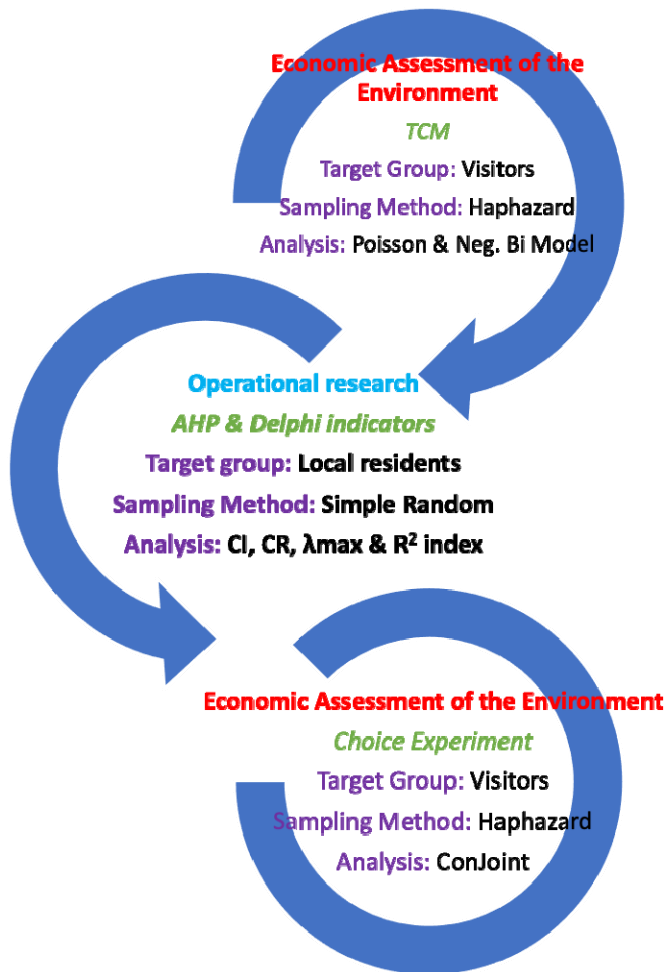 Economic Assessment of the
Environment
TCM
Target Group: Visitors
Sampling Method: Haphazard
Analysis: Poisson & Neg. Bi Model
Operational research
AHP & Delphi indicators
Target group: Local residents
Sampling Method: Simple Random
Analysis: CI, CR, λmax & R² index
Economic Assessment of the Environment
Choice Experiment
Target Group: Visitors
Sampling Method: Haphazard
Analysis: ConJoint